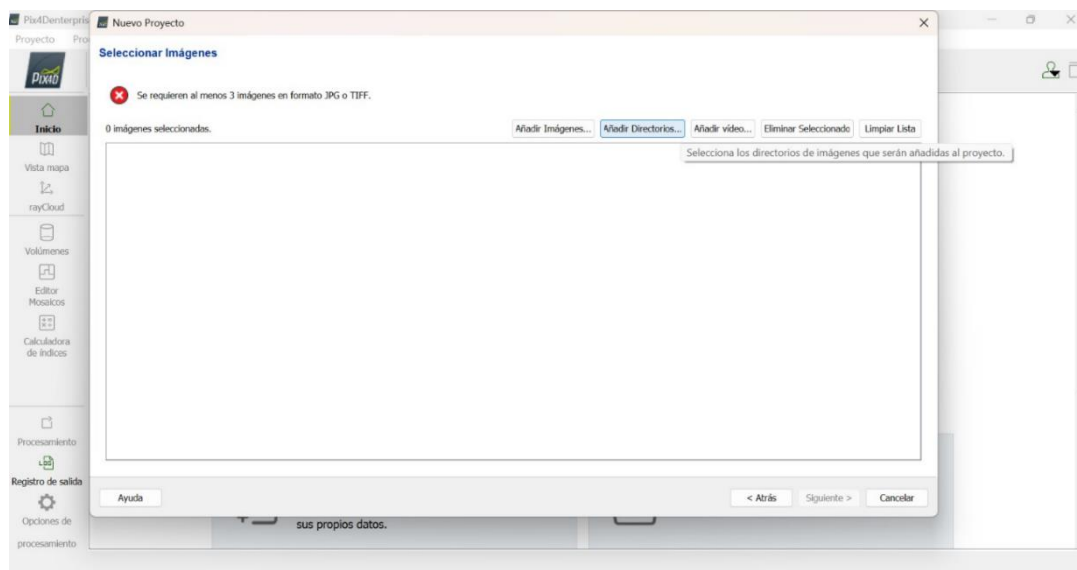 Pix4Denterpris
Nuevo Proyecto
Proyecto Pro
Seleccionar Imágenes
PIX4D
Se requieren al menos 3 imágenes en formato JPG o TIFF.
Inicio
0 imágenes seleccionadas.
Añadir Imágenes... Añadir Directorios... Añadir vídeo... Eliminar Seleccionado Limpiar Lista
Selecciona los directorios de imágenes que serán añadidas al proyecto.
Vista mapa
rayCloud
Volúmenes
Editor
Mosaicos
Calculadora
de índices
Procesamiento
Registro de salida
Opciones de
procesamiento
Ayuda
< Atrás Siguiente > Cancelar
sus propios datos.